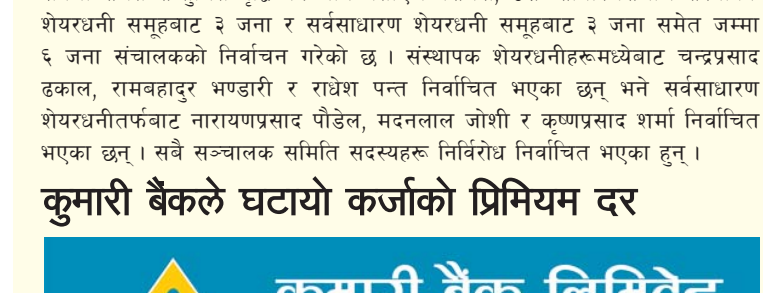 शेयरधनी समूहबाट ३ जना र सर्वसाधारण शेयरधनी समूहबाट ३ जना समेत जम्मा
६ जना संचालकको निर्वाचन गरेको छ । संस्थापक शेयरधनीहरूमध्येबाट चन्द्रप्रसाद
ढकाल, रामबहादुर भण्डारी र राधेश पन्त निर्वाचित भएका छन् भने सर्वसाधारण
शेयरधनीतर्फबाट नारायणप्रसाद पौडेल, मदनलाल जोशी र कृष्णप्रसाद शर्मा निर्वाचित
भएका छन् । सबै सञ्चालक समिति सदस्यहरू निर्विरोध निर्वाचित भएका हुन् ।
कुमारी बैंकले घटायो कर्जाको प्रिमियम दर
कुमारी बैंक लिमिटेड